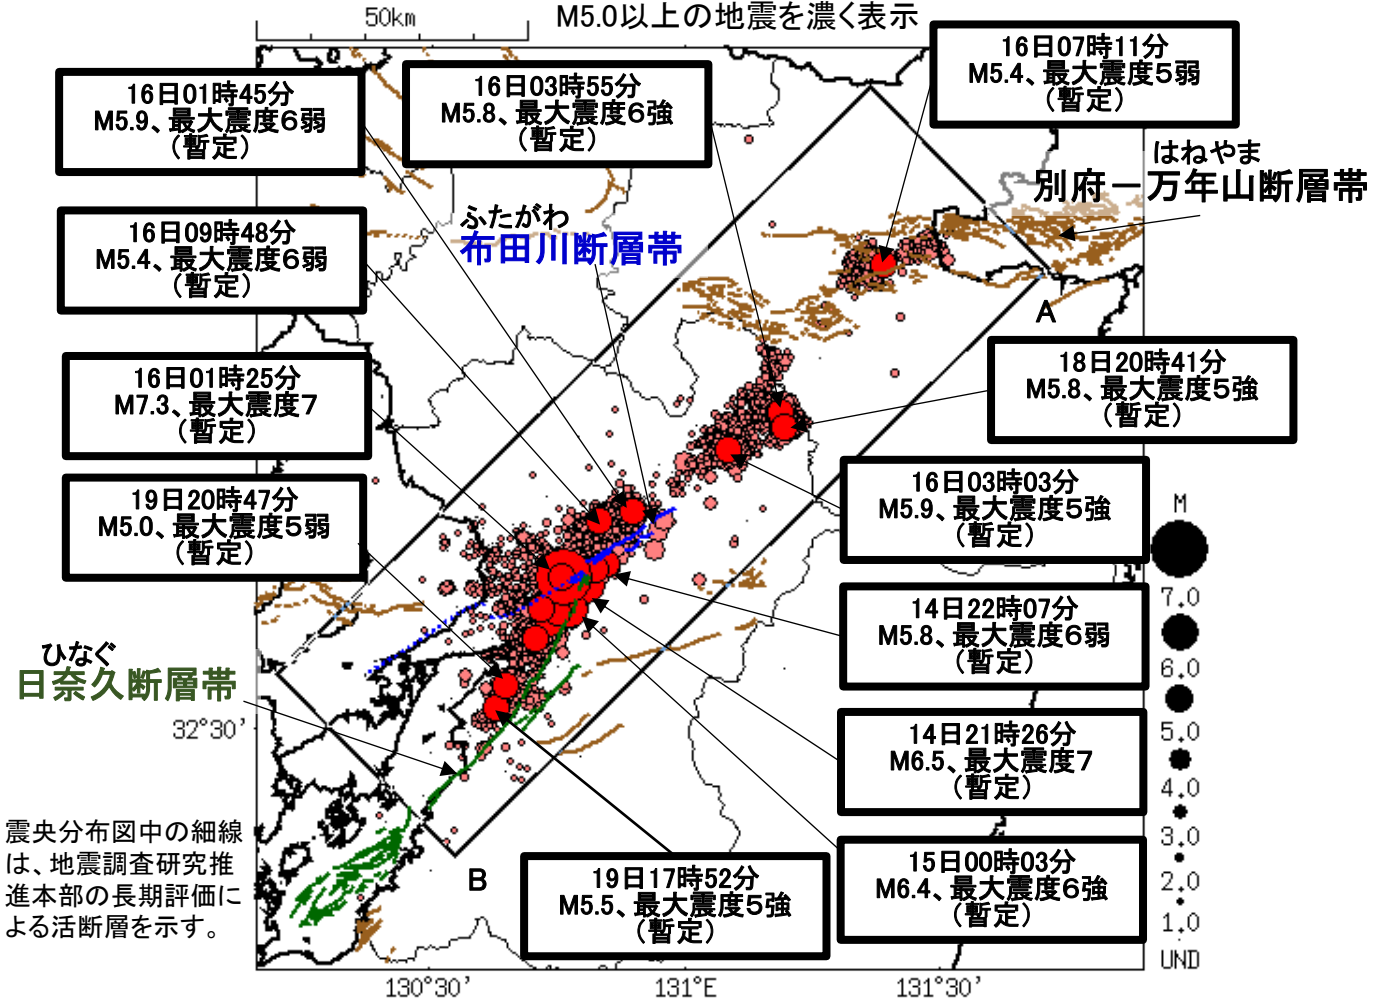 50km
M5.0以上の地震を濃く表示
16日07時11分
M5.4、最大震度5弱
(暫定)
16日01時45分
M5.9、最大震度6弱
(暫定)
16日03時55分
M5.8、最大震度6強
(暫定)
はねやま
別府－万年山断層帯
ふたがわ
布田川断層帯
16日09時48分
M5.4、最大震度6弱
(暫定)
A
18日20時41分
M5.8、最大震度5強
(暫定)
16日01時25分
M7.3、最大震度7
(暫定)
16日03時03分
M5.9、最大震度5強
(暫定)
19日20時47分
M5.0、最大震度5弱
(暫定)
14日22時07分
M5.8、最大震度6弱
(暫定)
ひなぐ
日奈久断層帯
32°30'
14日21時26分
M6.5、最大震度7
(暫定)
15日00時03分
M6.4、最大震度6強
(暫定)
B
19日17時52分
M5.5、最大震度5強
(暫定)
震央分布図中の細線
は、地震調査研究推
進本部の長期評価に
よる活断層を示す。
M
7.0
6.0
5.0
4.0
3.0
2.0
1.0
UND
130°30'
131°E
131°30'